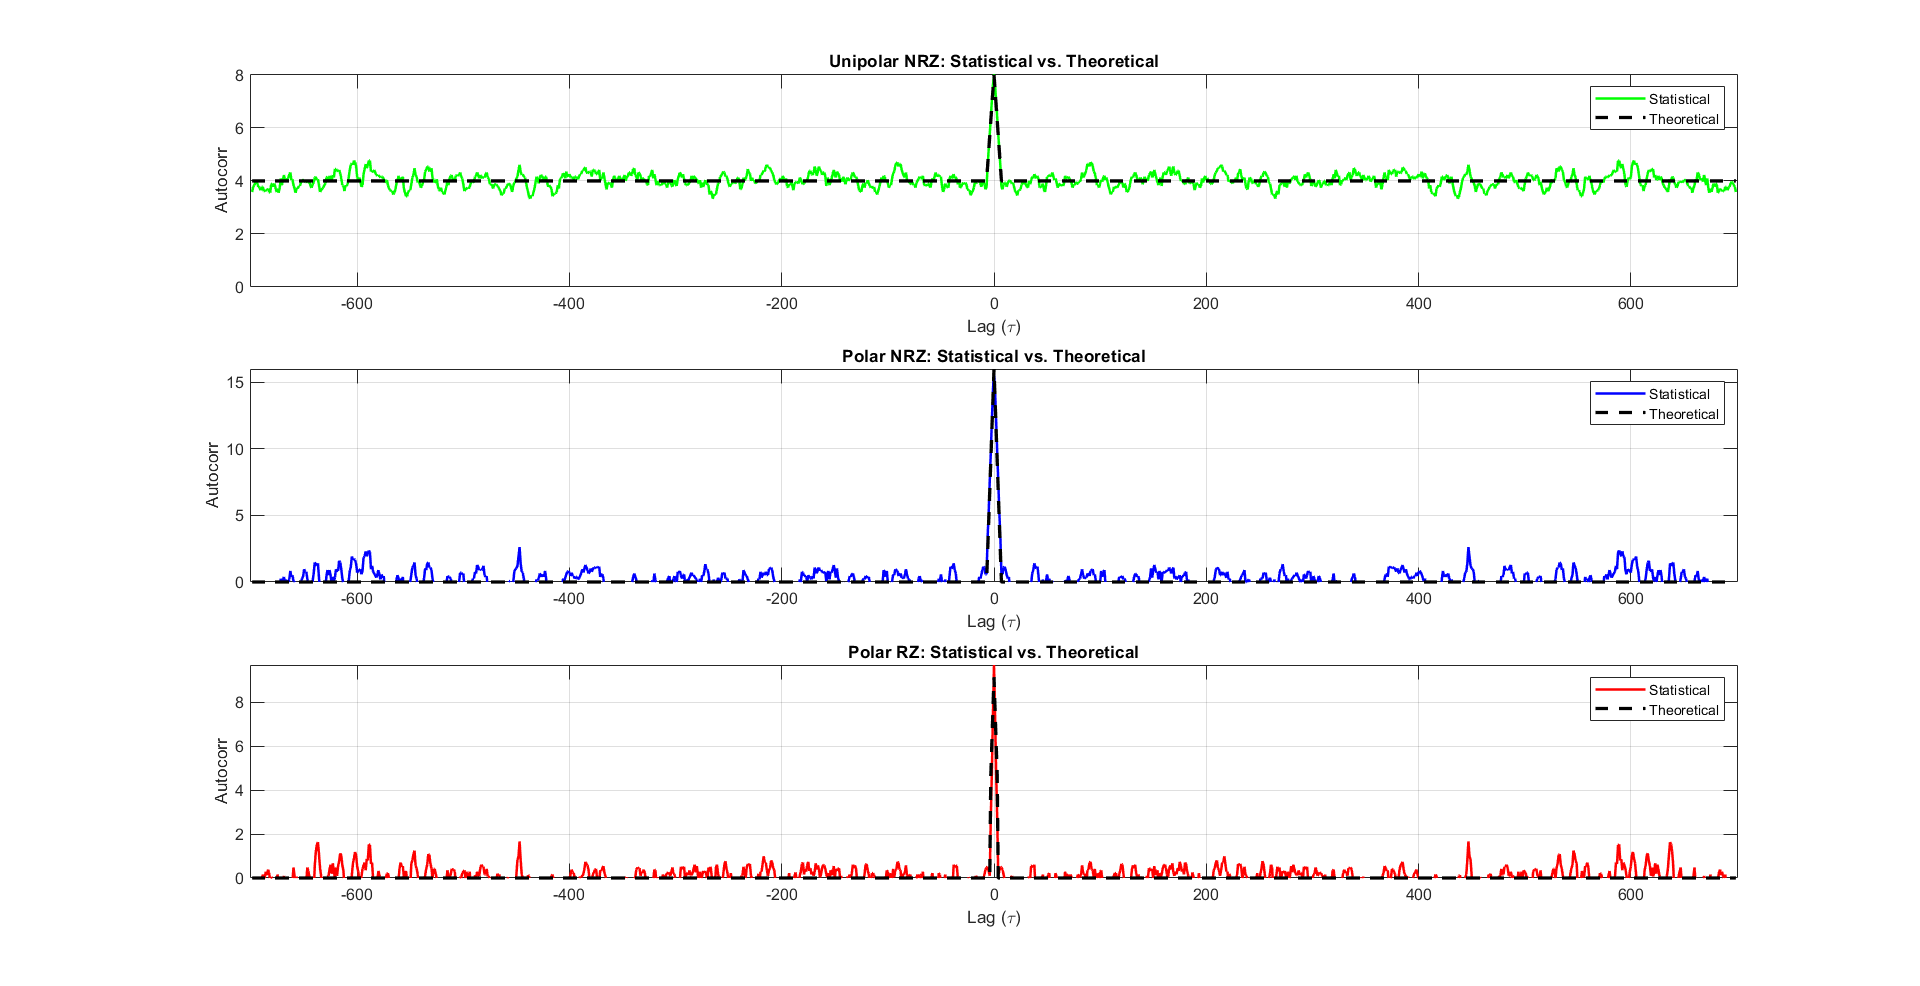 Unipolar NRZ: Statistical vs. Theoretical
8
6
4
2
0
Autocorr
Statistical
Theoretical
-600 -400 -200 0 200 400 600
Lag (τ)
Polar NRZ: Statistical vs. Theoretical
15
10
5
0
Autocorr
Statistical
Theoretical
-600 -400 -200 0 200 400 600
Lag (τ)
Polar RZ: Statistical vs. Theoretical
8
6
4
2
0
Autocorr
Statistical
Theoretical
-600 -400 -200 0 200 400 600
Lag (τ)